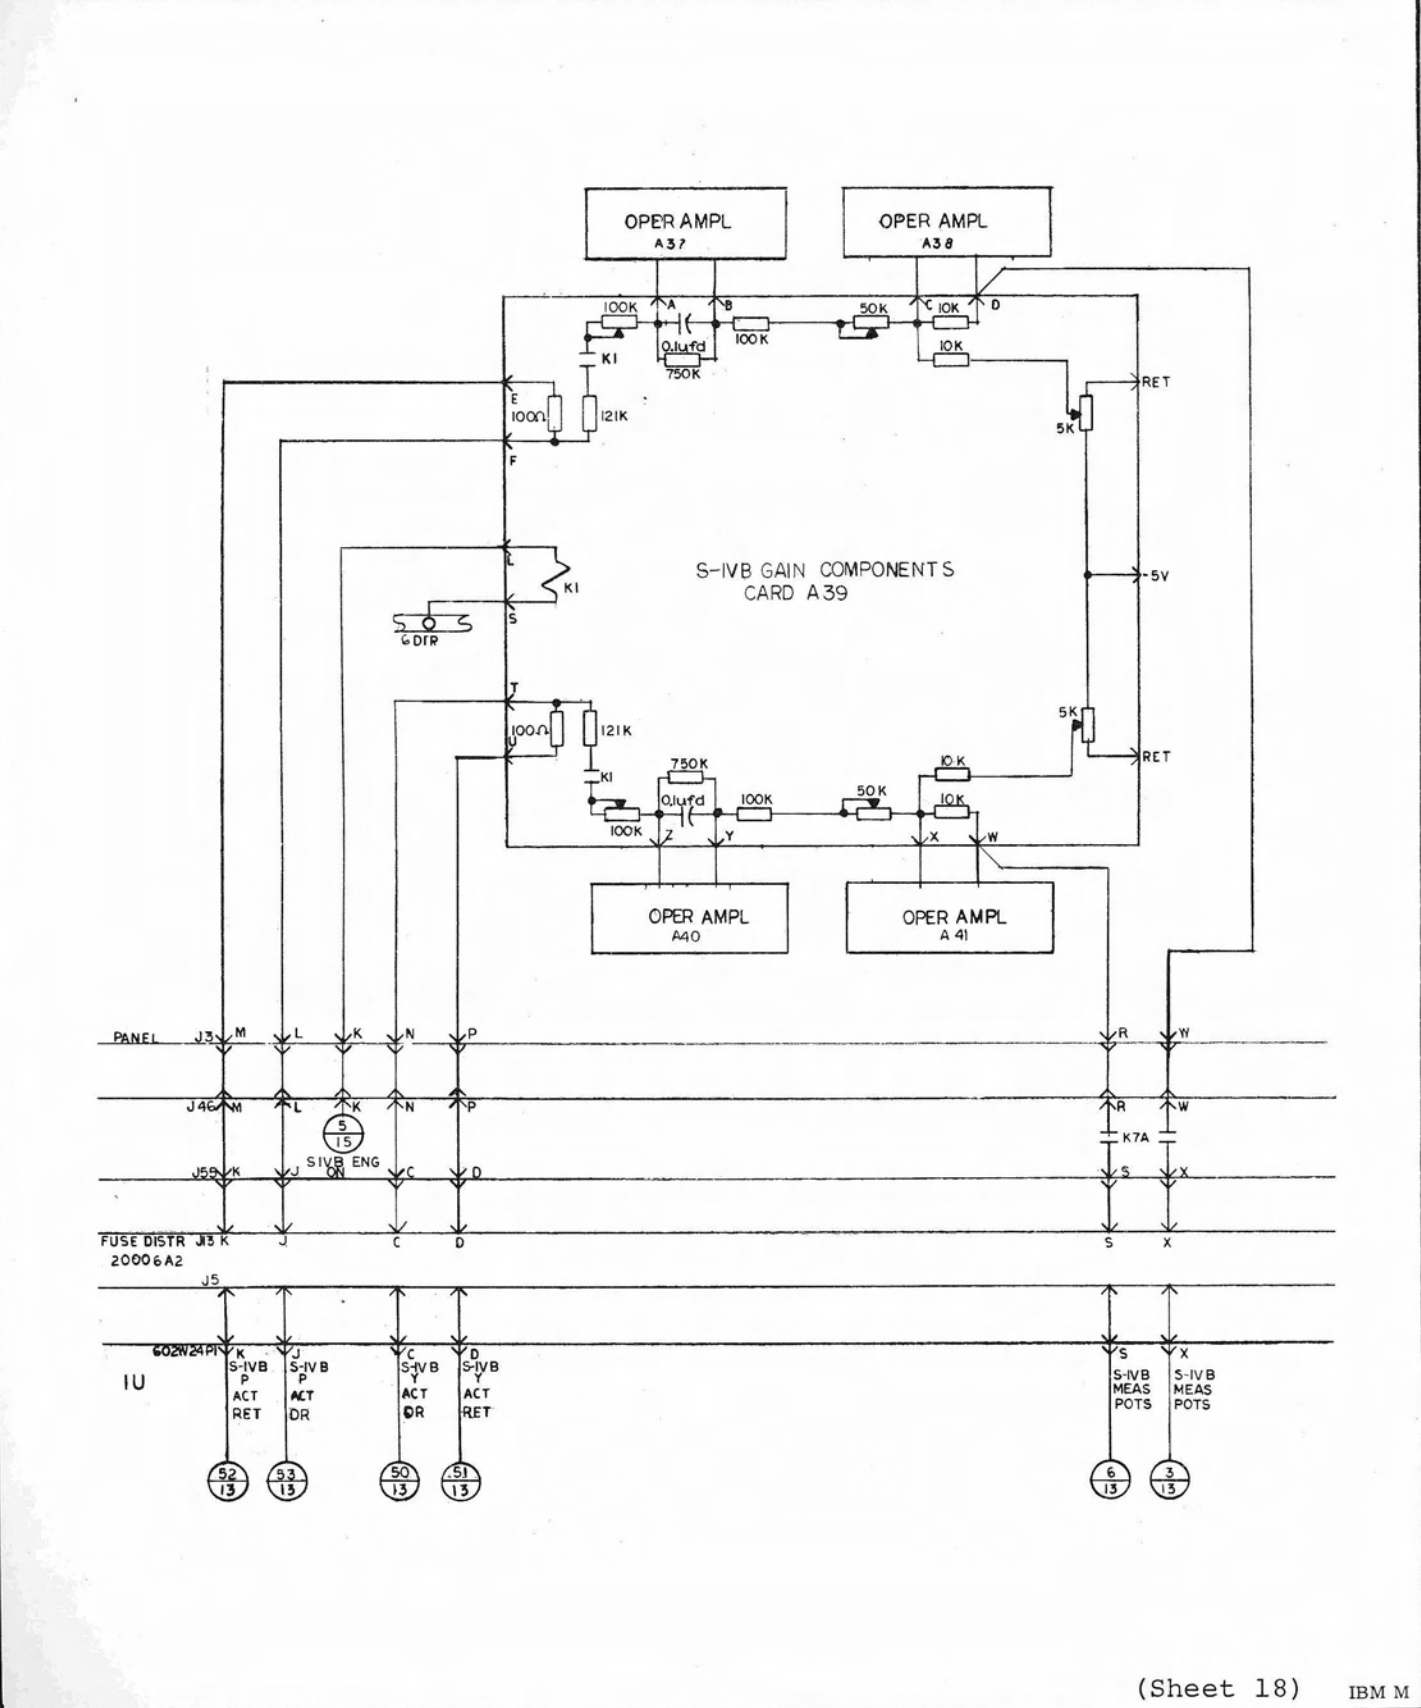 OPER AMPL
A37
OPER AMPL
A38
100K
A
B
50K
C
10K
D
0.1ufd
100K
10K
K1
750K
RET
E
100Ω
121K
5K
F
L
S-IVB GAIN COMPONENTS
CARD A39
-5V
K1
S
6DTR
T
100Ω
121K
5K
U
RET
750K
10K
K1
0.1ufd
100K
50K
10K
100K
Z
Y
X
W
OPER AMPL
A40
OPER AMPL
A41
PANEL J3 M L K N P R W
J46 M L K N P R W
5
15
K7A
SIVB ENG
ON
J59 K J C D S X
FUSE DISTR J13 K J C D S X
20006A2
J5
602W24P1 K J C D S X
IU
S-IVB
P
ACT
RET
S-IVB
P
ACT
DR
S-IVB
Y
ACT
DR
S-IVB
Y
ACT
RET
S-IVB
MEAS
POTS
S-IVB
MEAS
POTS
52
13
53
13
50
13
51
13
6
13
3
13
(Sheet 18) IBM M